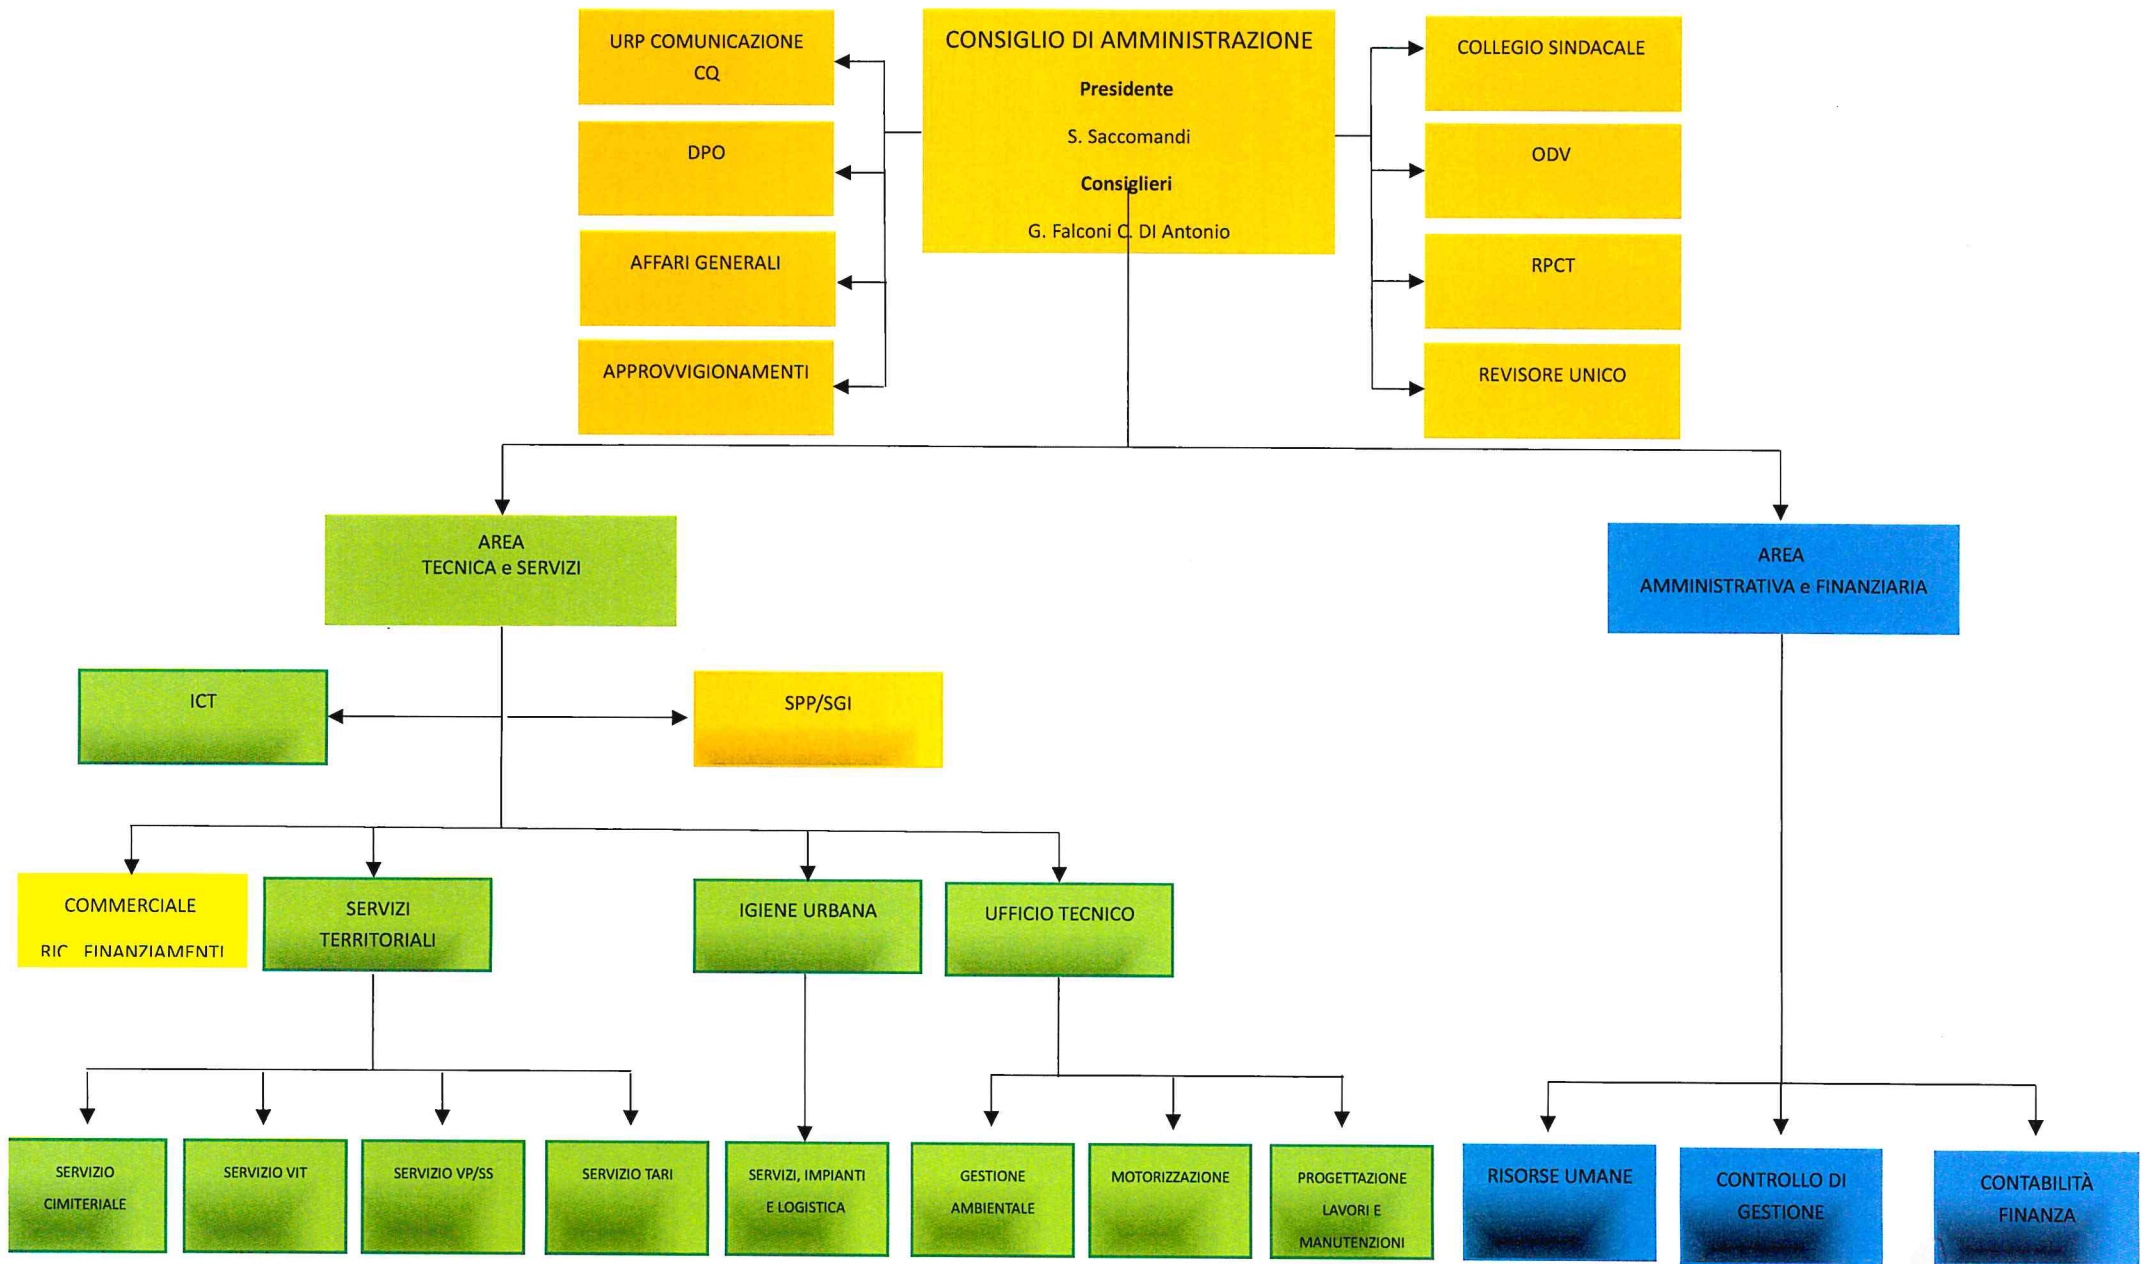 URP COMUNICAZIONE
CQ
DPO
AFFARI GENERALI
APPROVVIGIONAMENTI
CONSIGLIO DI AMMINISTRAZIONE
Presidente
S. Saccomandi
Consiglieri
G. Falconi C. DI Antonio
COLLEGIO SINDACALE
ODV
RPCT
REVISORE UNICO
AREA
TECNICA e SERVIZI
AREA
AMMINISTRATIVA e FINANZIARIA
ICT
SPP/SGI
COMMERCIALE
RIC FINANZIAMENTI
SERVIZI
TERRITORIALI
IGIENE URBANA
UFFICIO TECNICO
SERVIZIO
CIMITERIALE
SERVIZIO VIT
SERVIZIO VP/SS
SERVIZIO TARI
SERVIZI, IMPIANTI
E LOGISTICA
GESTIONE
AMBIENTALE
MOTORIZZAZIONE
PROGETTAZIONE
LAVORI E
MANUTENZIONI
RISORSE UMANE
CONTROLLO DI
GESTIONE
CONTABILITÀ
FINANZA